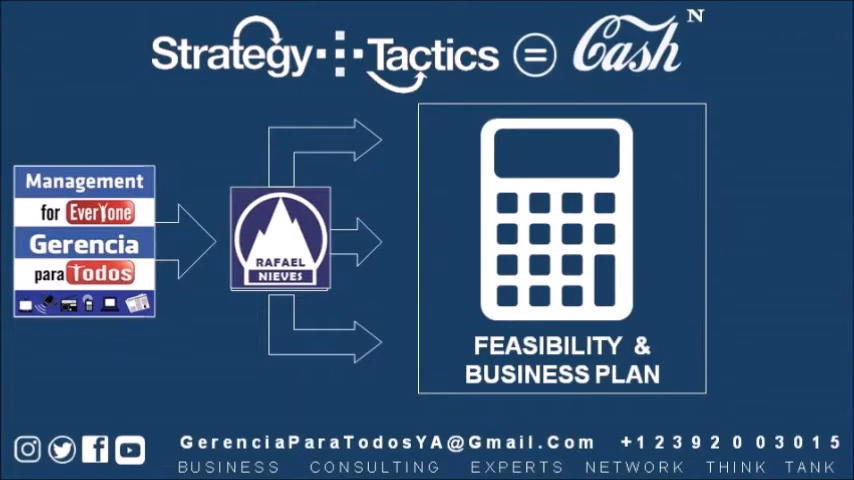 Strategy + Tactics = Cash N
Management
for EverYone
Gerencia
para Todos
RAFAEL
NIEVES
FEASIBILITY &
BUSINESS PLAN
GerenciaParaTodosYA@Gmail.Com +12392003015
BUSINESS CONSULTING EXPERTS NETWORK THINK TANK